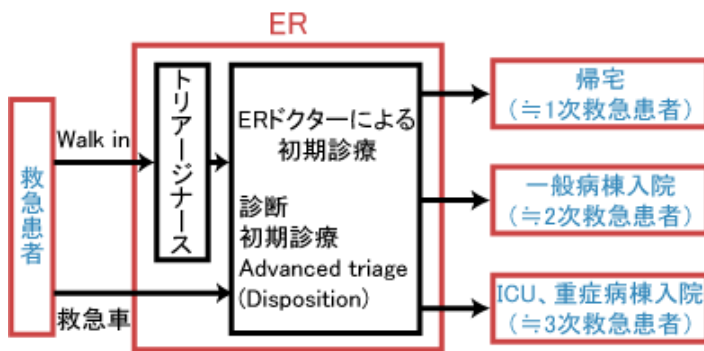 ER
救急患者
Walk in
救急車
トリアージナース
ERドクターによる
初期診療
診断
初期診療
Advanced triage
(Disposition)
帰宅
(≒1次救急患者)
一般病棟入院
(≒2次救急患者)
ICU、重症病棟入院
(≒3次救急患者)